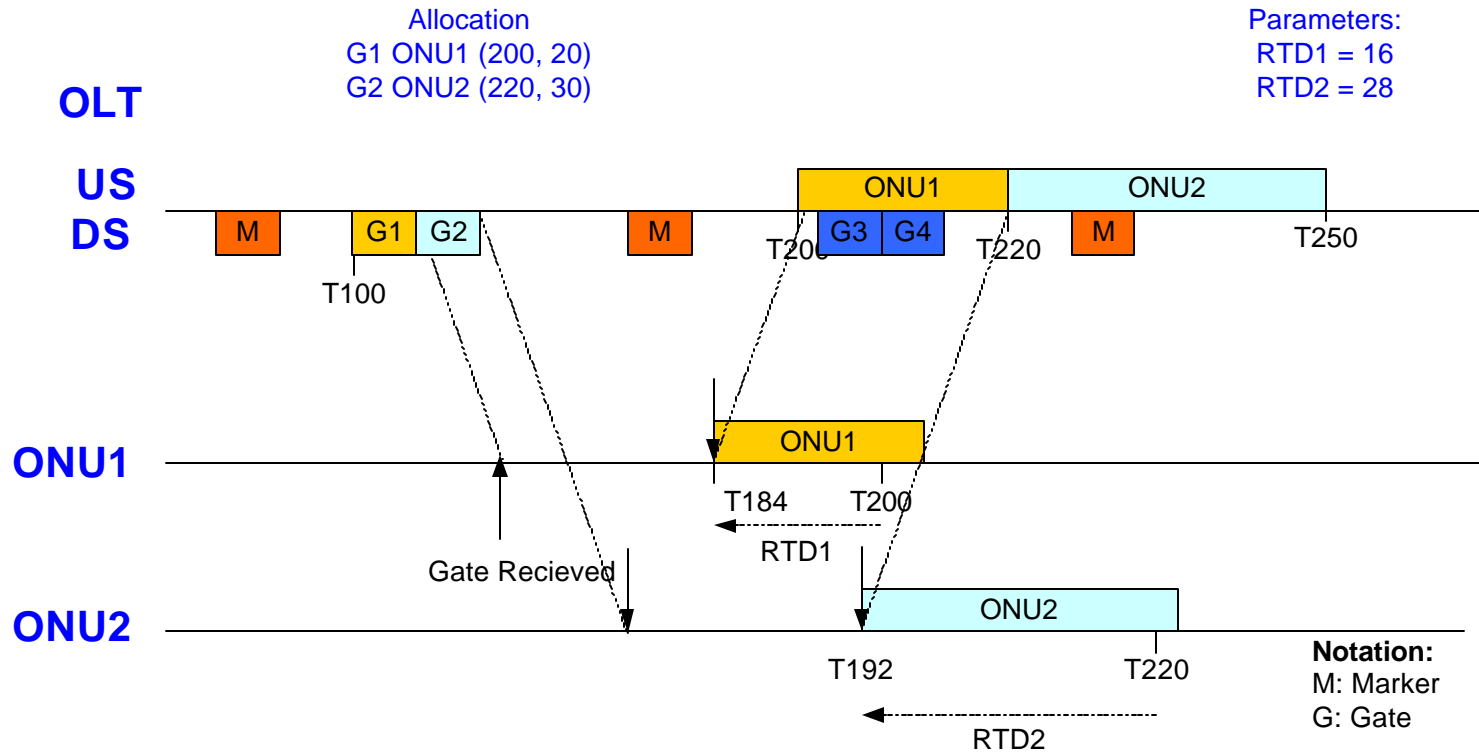 Allocation
G1 ONU1 (200, 20)
G2 ONU2 (220, 30)
Parameters:
RTD1 = 16
RTD2 = 28
OLT
US
DS
ONU1
ONU2
M
G1
G2
M
G3
G4
M
T100
T200
T220
T250
ONU1
ONU1
T184
T200
RTD1
Gate Recieved
ONU2
ONU2
T192
T220
RTD2
Notation:
M: Marker
G: Gate